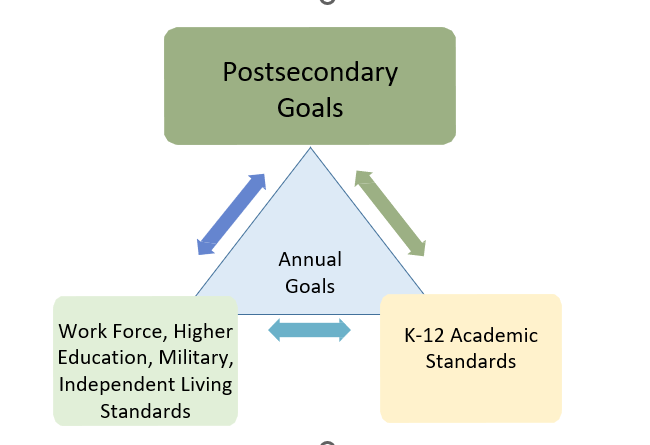 Postsecondary
Goals
Annual
Goals
Work Force, Higher
Education, Military,
Independent Living
Standards
K-12 Academic
Standards